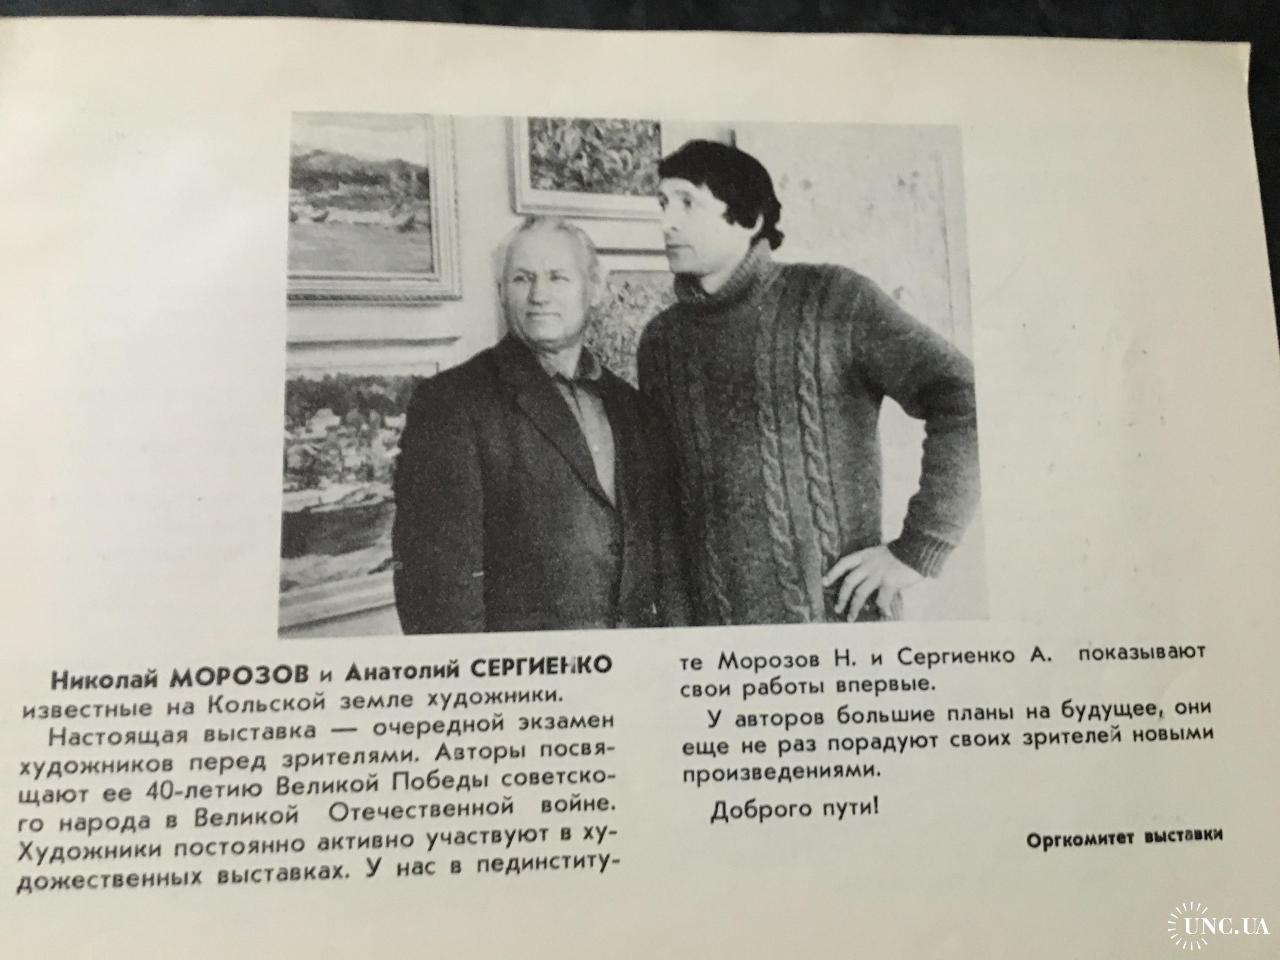 Николай МОРОЗОВ и Анатолий СЕРГИЕНКО
известные на Кольской земле художники.
Настоящая выставка — очередной экзамен
художников перед зрителями. Авторы посвя-
щают ее 40-летию Великой Победы советско-
го народа в Великой Отечественной войне.
Художники постоянно активно участвуют в ху-
дожественных выставках. У нас в пединститу-
те Морозов Н. и Сергиенко А. показывают
свои работы впервые.
У авторов большие планы на будущее, они
еще не раз порадуют своих зрителей новыми
произведениями.
Доброго пути!
Оргкомитет выставки
UNC.UA